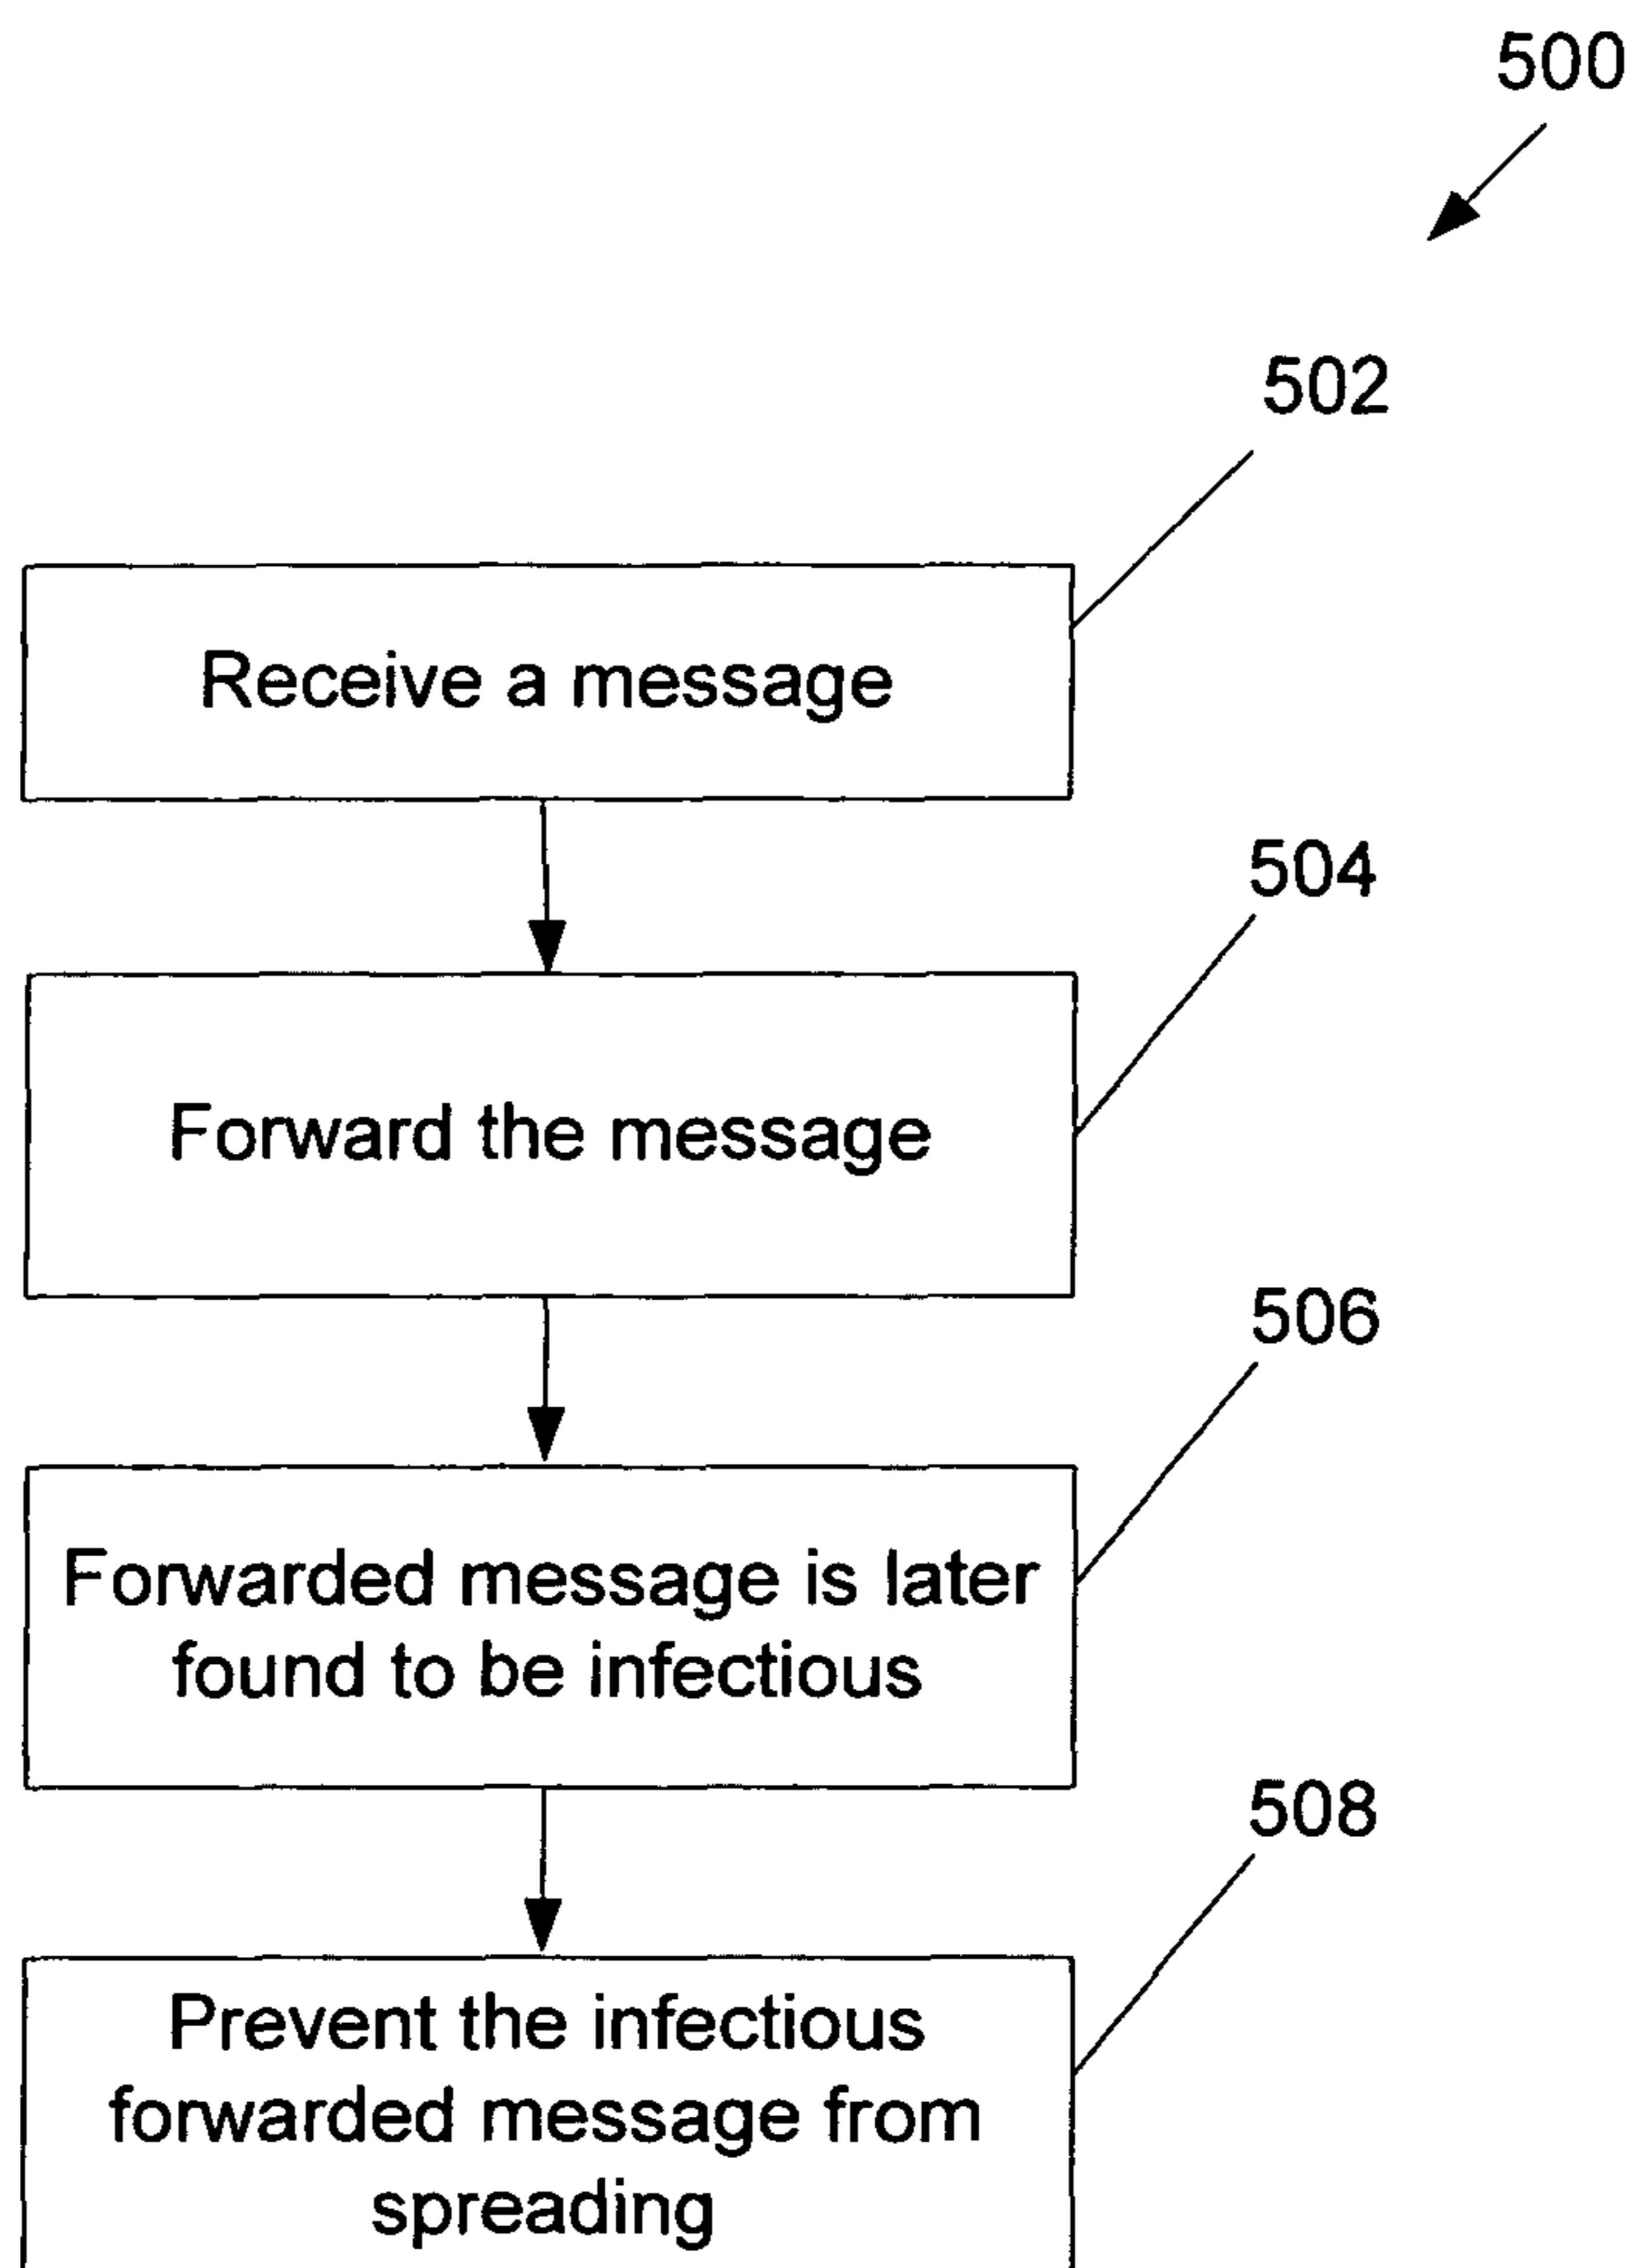 500
502
Receive a message
504
Forward the message
506
Forwarded message is later
found to be infectious
508
Prevent the infectious
forwarded message from
spreading